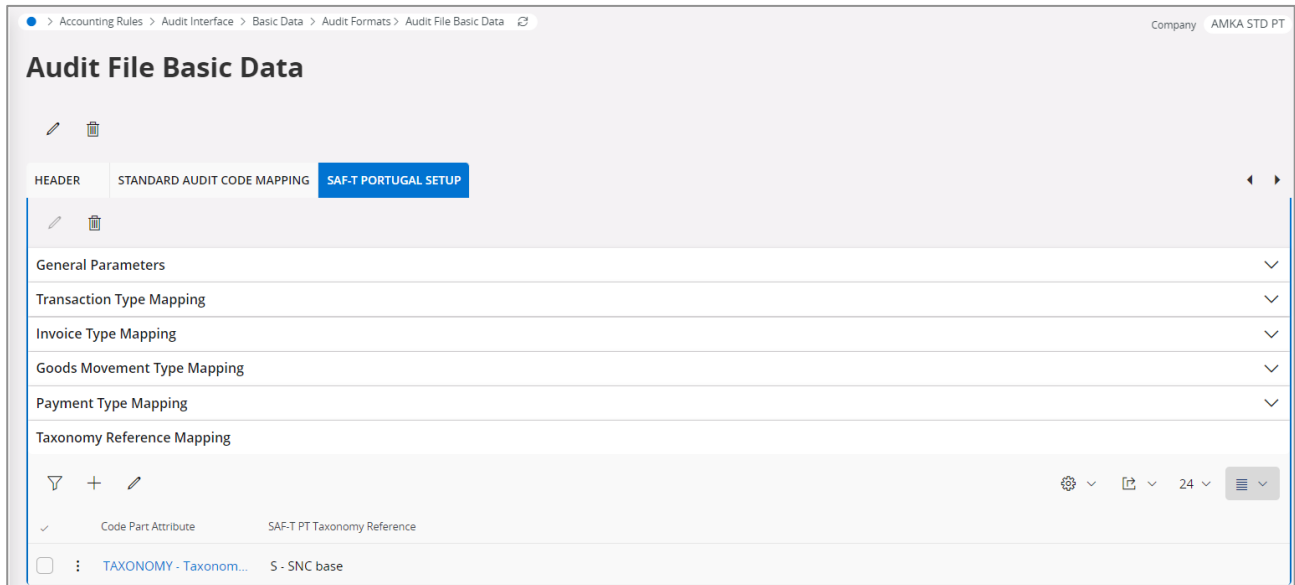 > Accounting Rules > Audit Interface > Basic Data > Audit Formats > Audit File Basic Data
Company AMKA STD PT
Audit File Basic Data
HEADER STANDARD AUDIT CODE MAPPING SAF-T PORTUGAL SETUP
General Parameters
Transaction Type Mapping
Invoice Type Mapping
Goods Movement Type Mapping
Payment Type Mapping
Taxonomy Reference Mapping
24
Code Part Attribute SAF-T PT Taxonomy Reference
TAXONOMY - Taxonom... S - SNC base